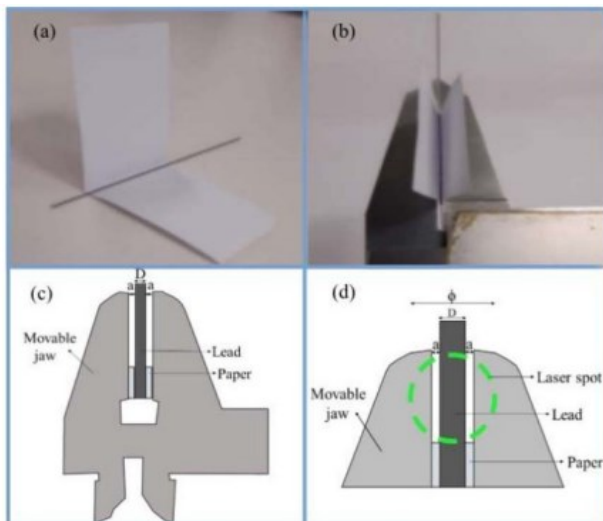 (a)
(b)
(c)
D
a a
Movable
jaw
Lead
Paper
(d)
ϕ
D
a a
Laser spot
Lead
Movable
jaw
Paper